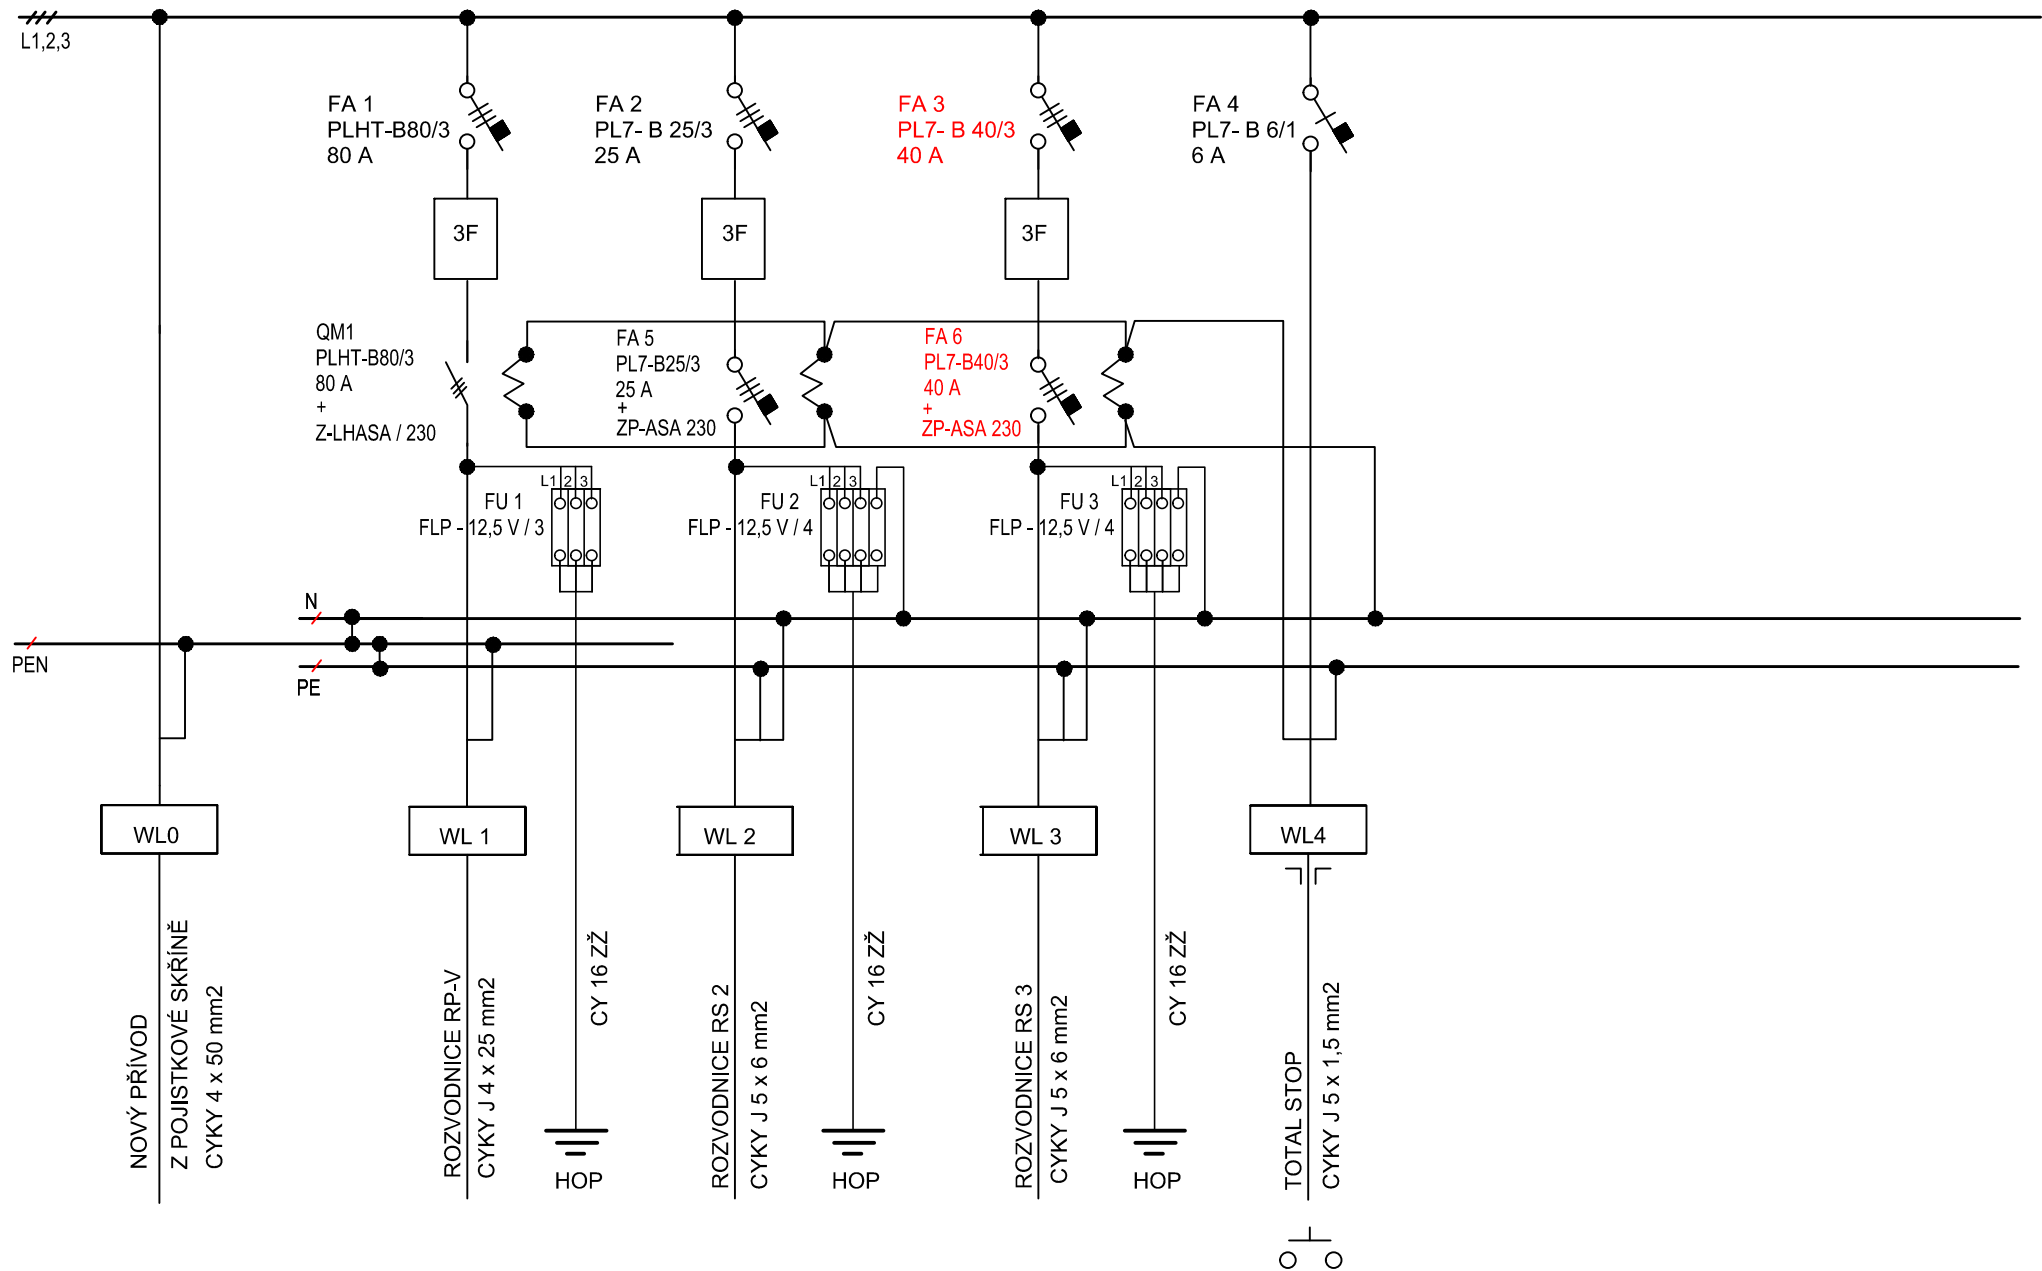 L1,2,3
FA 1
PLHT-B80/3
80 A
FA 2
PL7- B 25/3
25 A
FA 3
PL7- B 40/3
40 A
FA 4
PL7- B 6/1
6 A
3F
3F
3F
QM1
PLHT-B80/3
80 A
+
Z-LHASA / 230
FA 5
PL7-B25/3
25 A
+
ZP-ASA 230
FA 6
PL7-B40/3
40 A
+
ZP-ASA 230
L1 2 3
FU 1
FLP - 12,5 V / 3
L1 2 3
FU 2
FLP - 12,5 V / 4
L1 2 3
FU 3
FLP - 12,5 V / 4
N
PEN
PE
WL0
WL 1
WL 2
WL 3
WL4
NOVÝ PŘÍVOD
Z POJISTKOVÉ SKŘÍNĚ
CYKY 4 x 50 mm2
ROZVODNICE RP-V
CYKY J 4 x 25 mm2
CY 16 ZŽ
HOP
ROZVODNICE RS 2
CYKY J 5 x 6 mm2
CY 16 ZŽ
HOP
ROZVODNICE RS 3
CYKY J 5 x 6 mm2
CY 16 ZŽ
HOP
TOTAL STOP
CYKY J 5 x 1,5 mm2